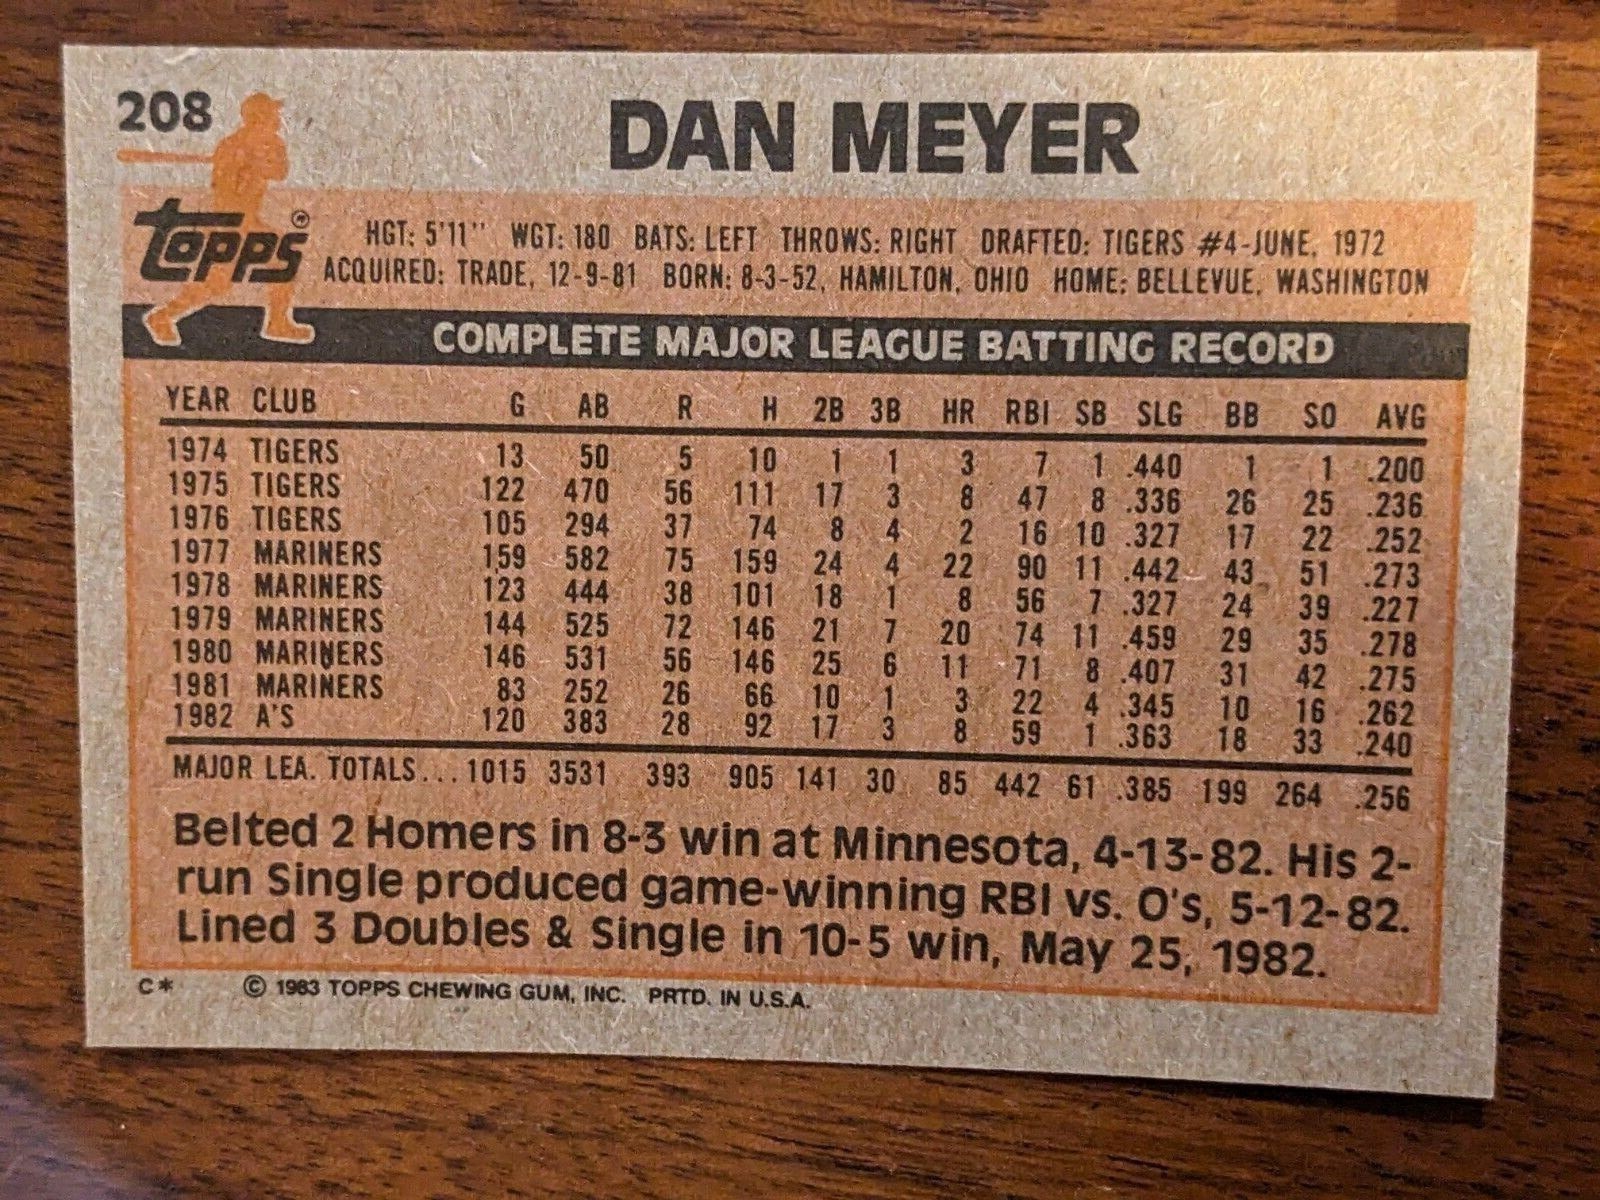 208
DAN MEYER
topps®
HGT: 5'11" WGT: 180 BATS: LEFT THROWS: RIGHT DRAFTED: TIGERS #4-JUNE, 1972
ACQUIRED: TRADE, 12-9-81 BORN: 8-3-52, HAMILTON, OHIO HOME: BELLEVUE, WASHINGTON
COMPLETE MAJOR LEAGUE BATTING RECORD
YEAR CLUB G AB R H 2B 3B HR RBI SB SLG BB SO AVG
1974 TIGERS 13 50 5 10 1 1 3 7 1 .440 1 1 .200
1975 TIGERS 122 470 56 111 17 3 8 47 8 .336 26 25 .236
1976 TIGERS 105 294 37 74 8 4 2 16 10 .327 17 22 .252
1977 MARINERS 159 582 75 159 24 4 22 90 11 .442 43 51 .273
1978 MARINERS 123 444 38 101 18 1 8 56 7 .327 24 39 .227
1979 MARINERS 144 525 72 146 21 7 20 74 11 .459 29 35 .278
1980 MARINERS 146 531 56 146 25 6 11 71 8 .407 31 42 .275
1981 MARINERS 83 252 26 66 10 1 3 22 4 .345 10 16 .262
1982 A'S 120 383 28 92 17 3 8 59 1 .363 18 33 .240
MAJOR LEA. TOTALS... 1015 3531 393 905 141 30 85 442 61 .385 199 264 .256
Belted 2 Homers in 8-3 win at Minnesota, 4-13-82. His 2-
run Single produced game-winning RBI vs. O's, 5-12-82.
Lined 3 Doubles & Single in 10-5 win, May 25, 1982.
C* © 1983 TOPPS CHEWING GUM, INC. PRTD. IN U.S.A.